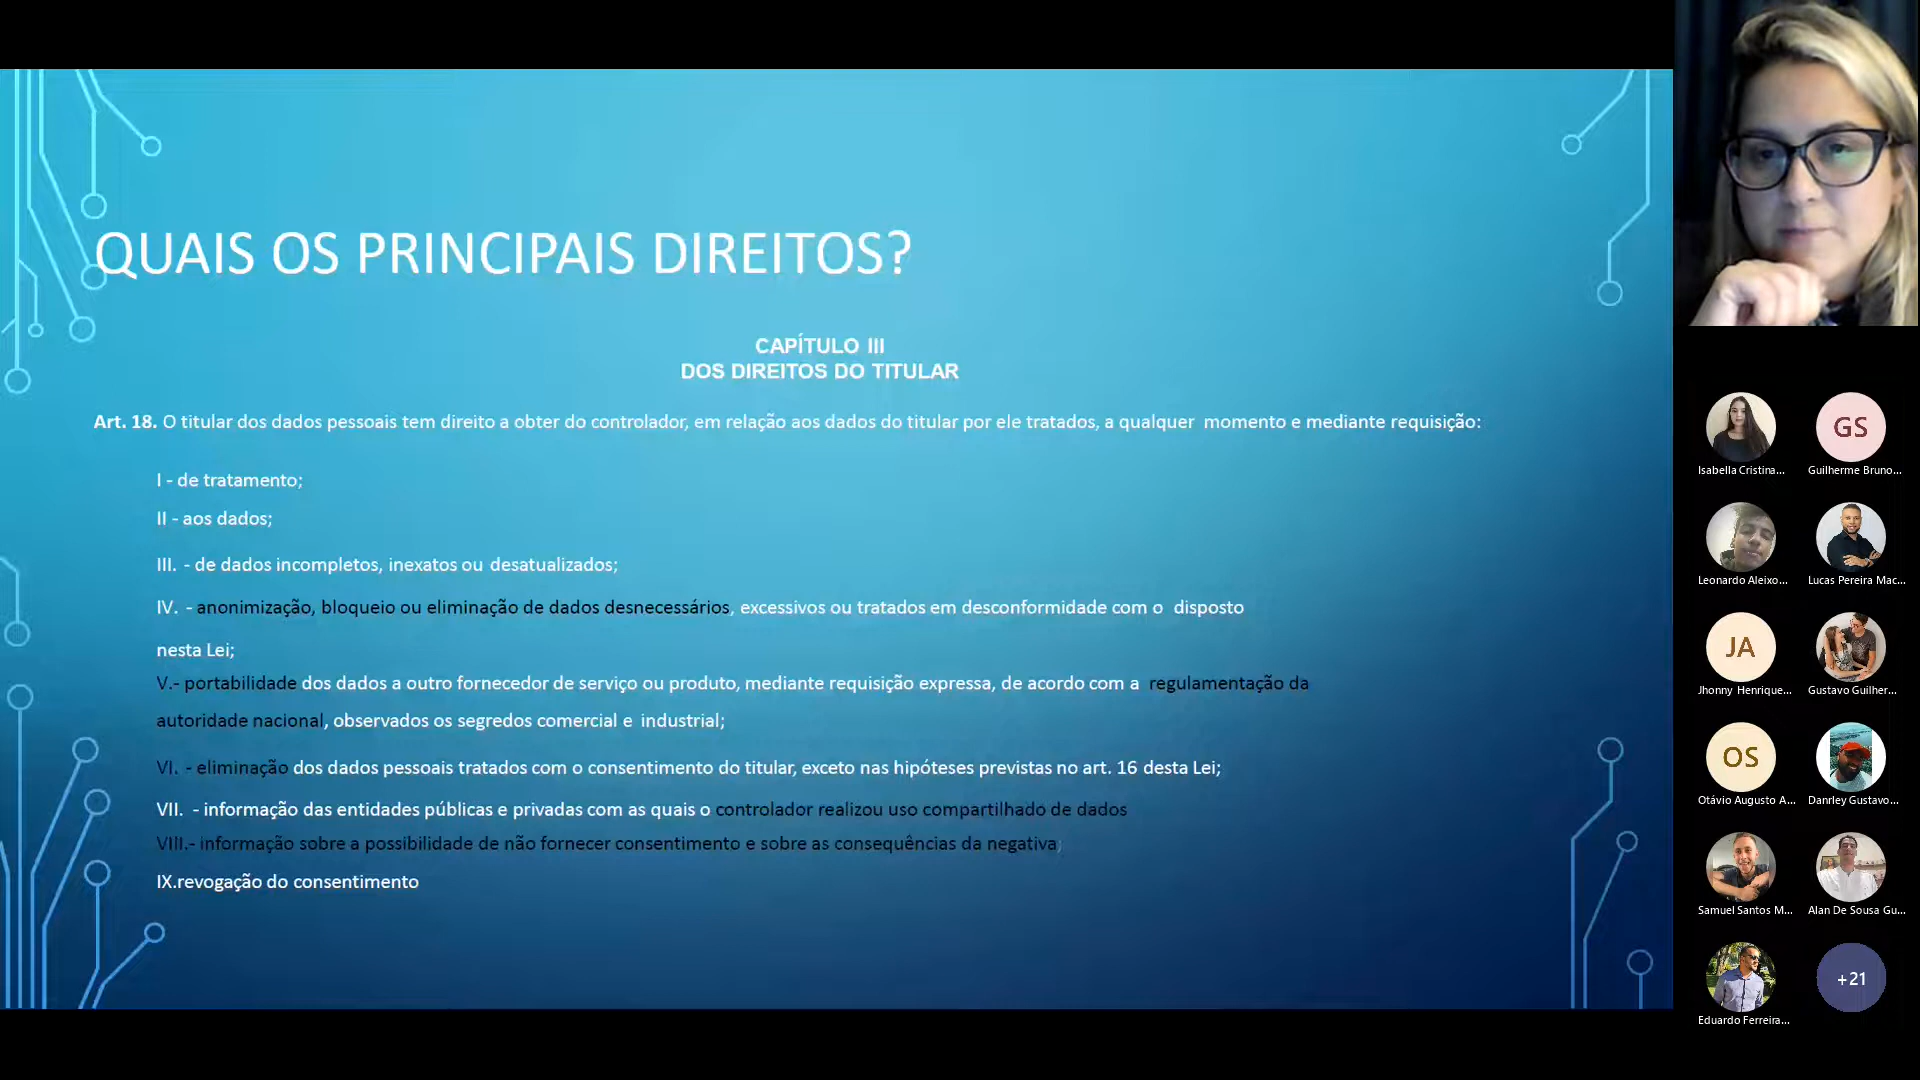 QUAIS OS PRINCIPAIS DIREITOS?
CAPÍTULO III
DOS DIREITOS DO TITULAR
Art. 18. O titular dos dados pessoais tem direito a obter do controlador, em relação aos dados do titular por ele tratados, a qualquer momento e mediante requisição:
I - de tratamento;
II - aos dados;
III. - de dados incompletos, inexatos ou desatualizados;
IV. - anonimização, bloqueio ou eliminação de dados desnecessários, excessivos ou tratados em desconformidade com o disposto
nesta Lei;
V.- portabilidade dos dados a outro fornecedor de serviço ou produto, mediante requisição expressa, de acordo com a regulamentação da
autoridade nacional, observados os segredos comercial e industrial;
VI. - eliminação dos dados pessoais tratados com o consentimento do titular, exceto nas hipóteses previstas no art. 16 desta Lei;
VII. - informação das entidades públicas e privadas com as quais o controlador realizou uso compartilhado de dados
VIII.- informação sobre a possibilidade de não fornecer consentimento e sobre as consequências da negativa;
IX.revogação do consentimento
GS
Isabella Cristina... Guilherme Bruno...
Leonardo Aleixo... Lucas Pereira Mac...
JA
Jhonny Henrique... Gustavo Guilher...
OS
Otávio Augusto A... Danrley Gustavo...
Samuel Santos M... Alan De Sousa Gu...
+21
Eduardo Ferreira...